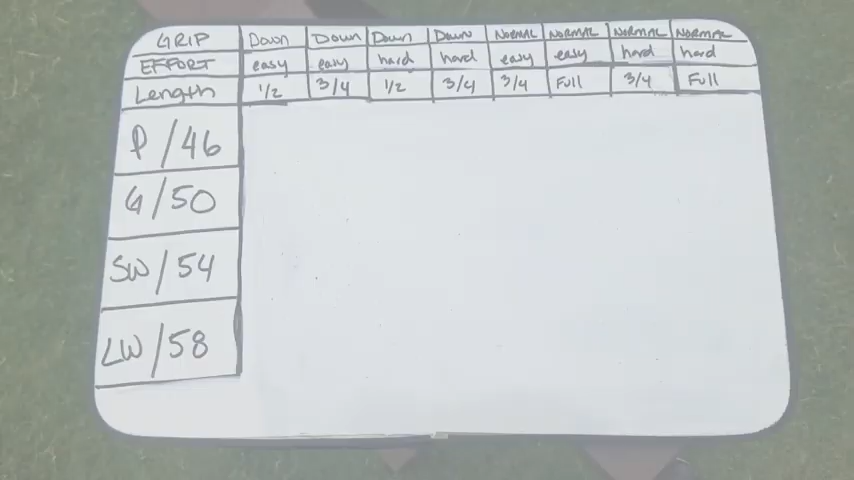 GRIP Down Down Down Down NORMAL NORMAL NORMAL NORMAL
EFFORT easy easy hard hard easy easy hard hard
Length 1/2 3/4 1/2 3/4 3/4 Full 3/4 Full
P/46
G/50
SW/54
LW/58